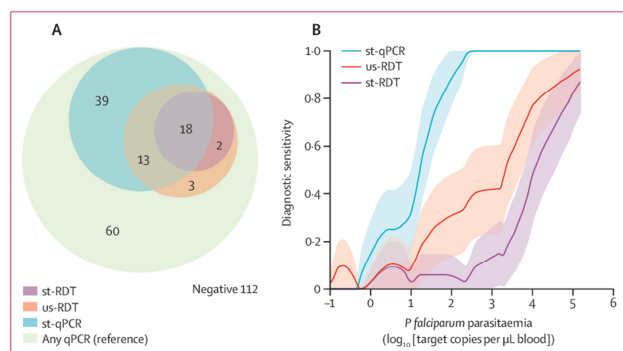 A
39
18
2
13
3
60
Negative 112
st-RDT
us-RDT
st-qPCR
Any qPCR (reference)
B
st-qPCR
us-RDT
st-RDT
Diagnostic sensitivity
1·0
0·8
0·6
0·4
0·2
0
–1 0 1 2 3 4 5 6
P falciparum parasitaemia
(log10 [target copies per μL blood])